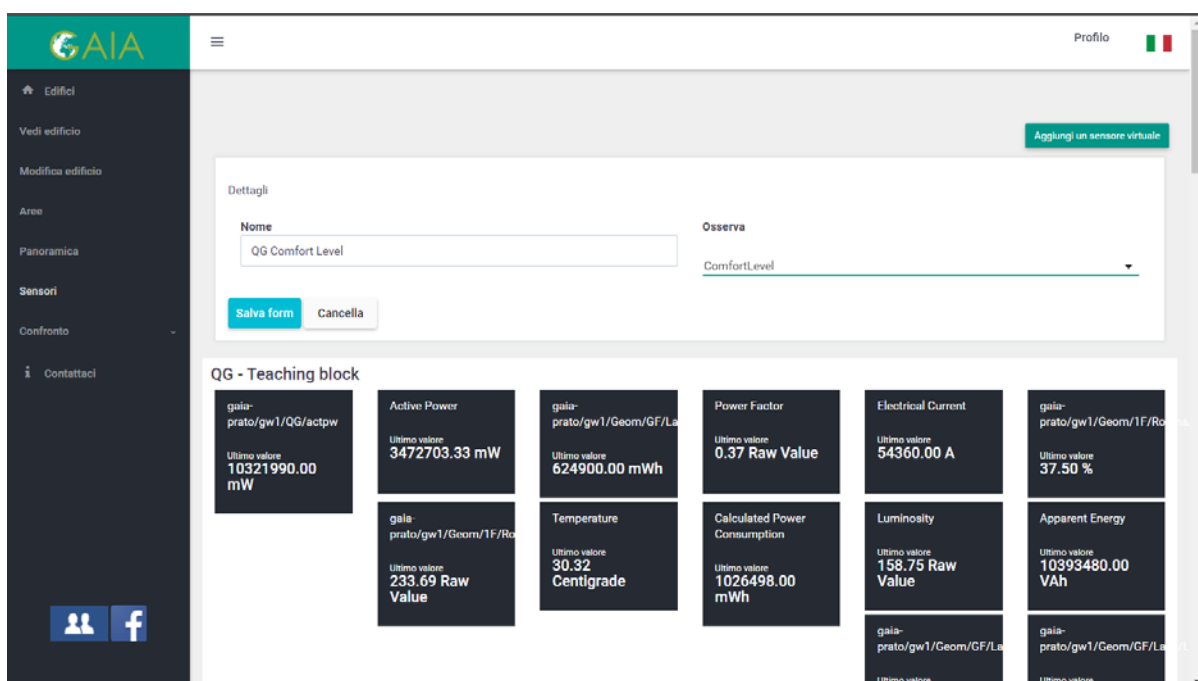 GAIA
Profilo
Edifici
Vedi edificio
Modifica edificio
Aree
Panoramica
Sensori
Confronto
Contattaci
Aggiungi un sensore virtuale
Dettagli
Nome
QG Comfort Level
Osserva
ComfortLevel
Salva form
Cancella
QG - Teaching block
gaia-
prato/gw1/QG/actpw
Ultimo valore
10321990.00
mW
Active Power
Ultimo valore
3472703.33 mW
gaia-
prato/gw1/Geom/GF/La
Ultimo valore
624900.00 mWh
Power Factor
Ultimo valore
0.37 Raw Value
Electrical Current
Ultimo valore
54360.00 A
gaia-
prato/gw1/Geom/1F/Ro
Ultimo valore
37.50 %
gaia-
prato/gw1/Geom/1F/Ro
Ultimo valore
233.69 Raw
Value
Temperature
Ultimo valore
30.32
Centigrade
Calculated Power
Consumption
Ultimo valore
1026498.00
mWh
Luminosity
Ultimo valore
158.75 Raw
Value
Apparent Energy
Ultimo valore
10393480.00
VAh
gaia-
prato/gw1/Geom/GF/La
Ultimo valore
gaia-
prato/gw1/Geom/GF/La
Ultimo valore